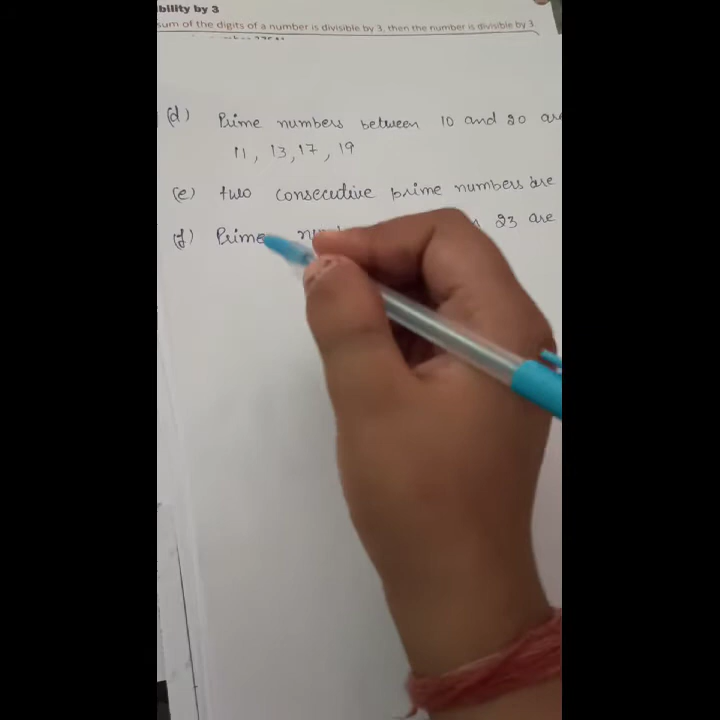 bility by 3
sum of the digits of a number is divisible by 3, then the number is divisible by 3.
(d) Prime numbers between 10 and 20 are
11, 13, 17, 19
(e) two consecutive prime numbers are
(f) Prime 23 are